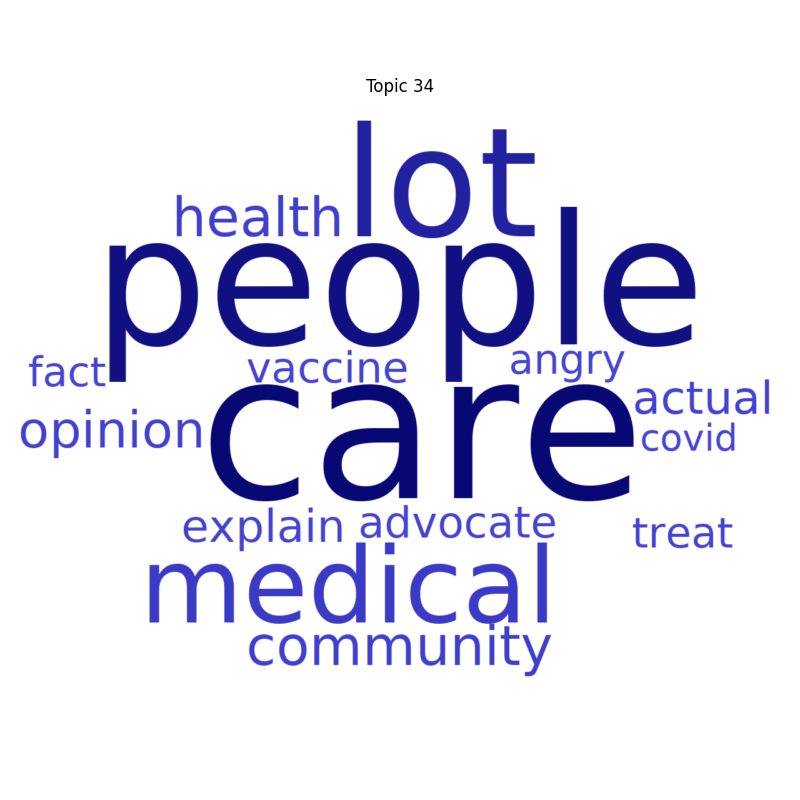 Topic 34
lot
health
people
fact
vaccine
angry
care
actual
opinion
covid
explain
advocate
treat
medical
community